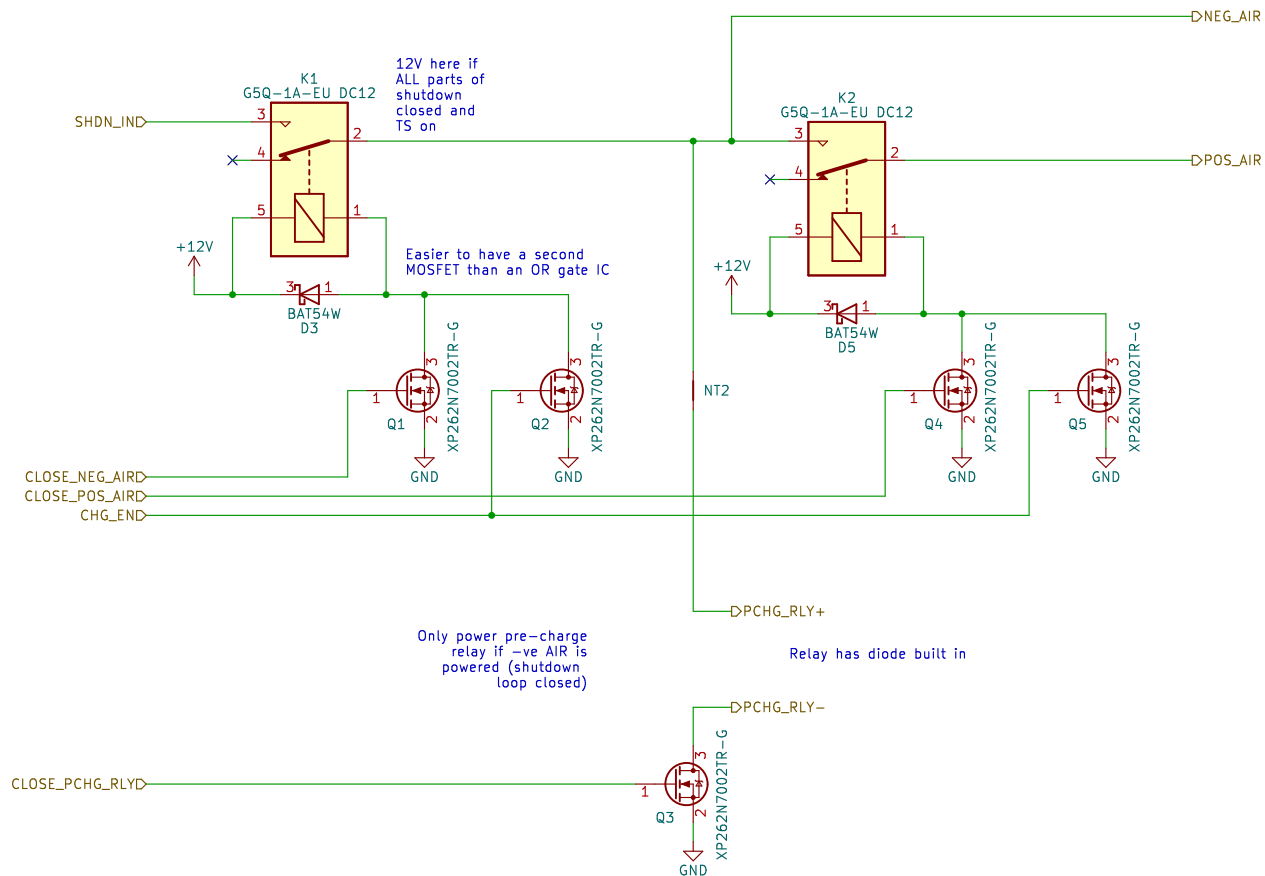 NEG_AIR
12V here if
ALL parts of
shutdown
closed and
TS on
K1
G5Q-1A-EU DC12
SHDN_IN
3
4
5
2
1
K2
G5Q-1A-EU DC12
3
4
5
2
1
POS_AIR
+12V
Easier to have a second
MOSFET than an OR gate IC
+12V
3
1
BAT54W
D3
3
1
BAT54W
D5
XP262N7002TR-G
3
1
2
Q1
GND
XP262N7002TR-G
3
1
2
Q2
GND
NT2
XP262N7002TR-G
3
1
2
Q4
GND
XP262N7002TR-G
3
1
2
Q5
GND
CLOSE_NEG_AIR
CLOSE_POS_AIR
CHG_EN
PCHG_RLY+
Only power pre-charge
relay if -ve AIR is
powered (shutdown
loop closed)
Relay has diode built in
PCHG_RLY-
CLOSE_PCHG_RLY
XP262N7002TR-G
3
1
2
Q3
GND